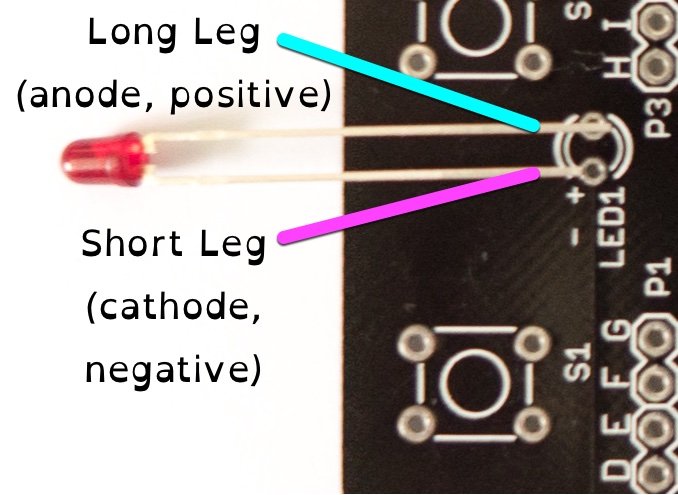 Long Leg
(anode, positive)
Short Leg
(cathode,
negative)
S
H I
P3
- +
LED1
P1
S1
D E F G